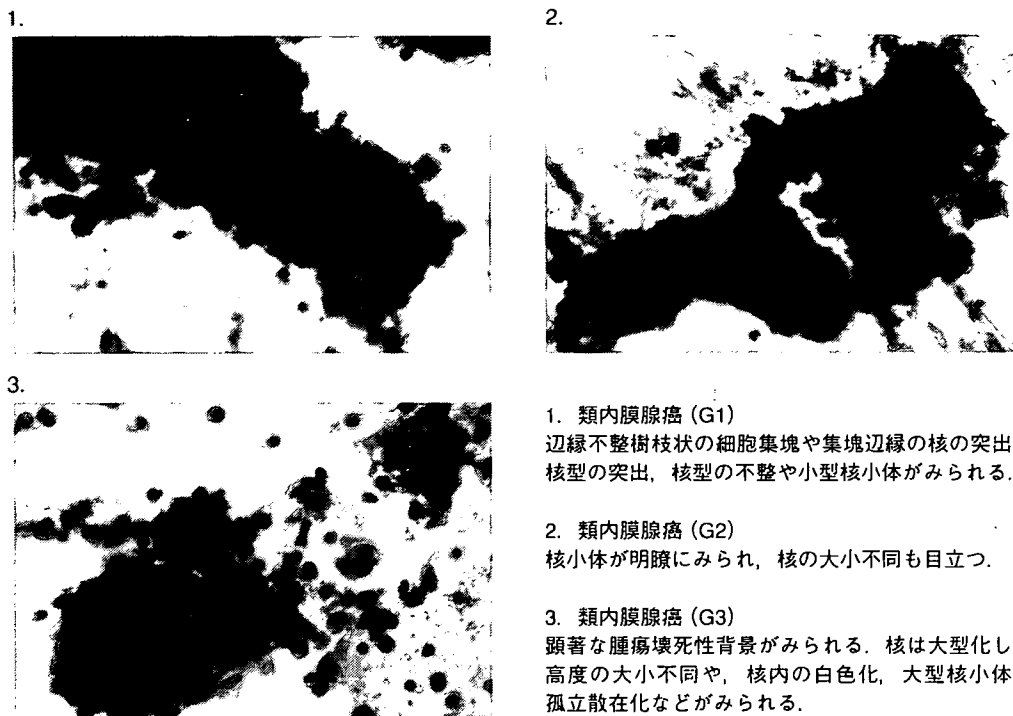 1.
2.
3.
1. 類内膜腺癌 (G1)
辺縁不整樹枝状の細胞集塊や集塊辺縁の核の突出
核型の突出，核型の不整や小型核小体がみられる．
2. 類内膜腺癌 (G2)
核小体が明瞭にみられ，核の大小不同も目立つ．
3. 類内膜腺癌 (G3)
顕著な腫瘍壊死性背景がみられる．核は大型化し
高度の大小不同や，核内の白色化，大型核小体
孤立散在化などがみられる．